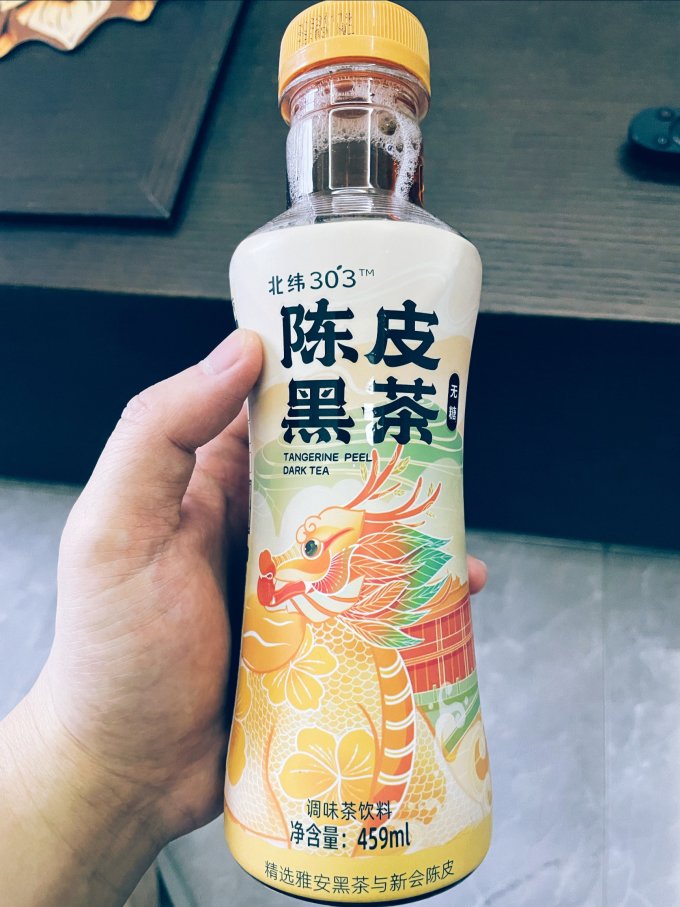 北纬30'3™
陈皮
黑茶
无糖
TANGERINE PEEL
DARK TEA
调味茶饮料
净含量：459ml
精选雅安黑茶与新会陈皮